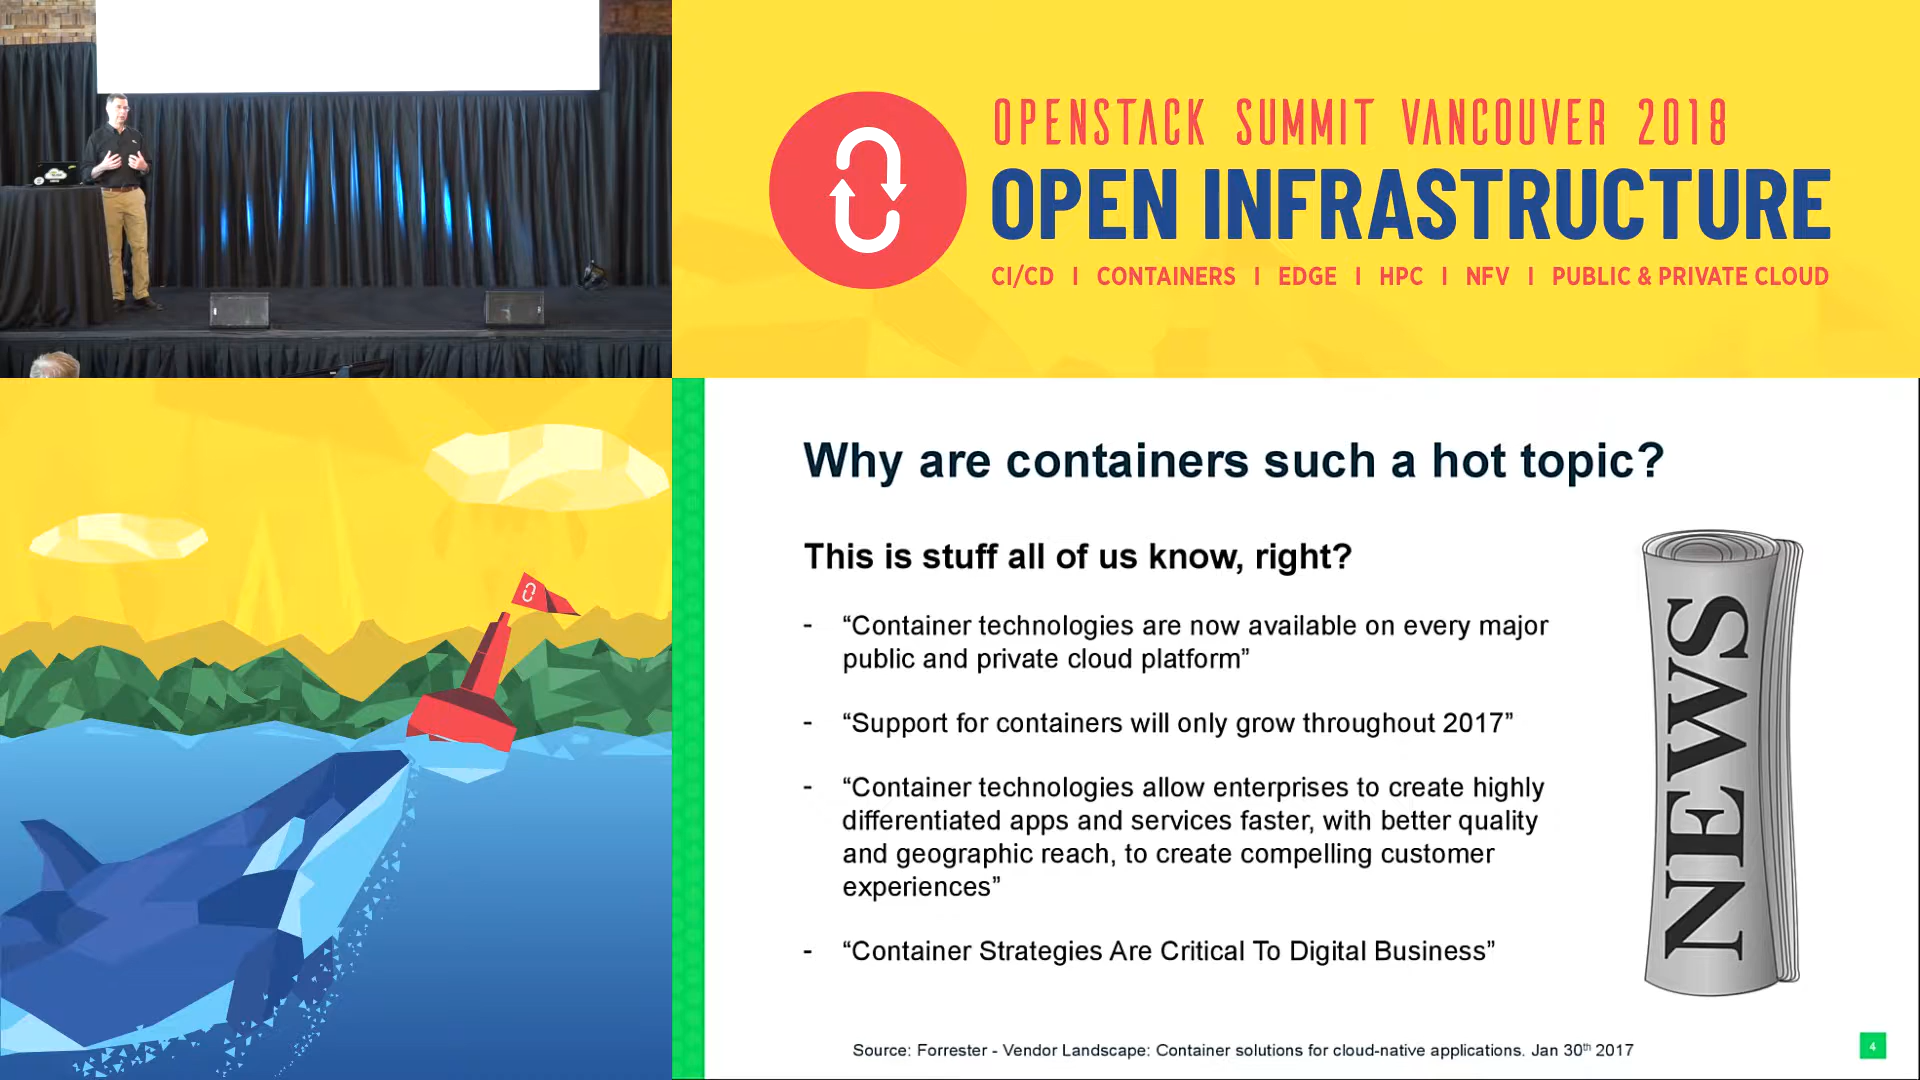 OPENSTACK SUMMIT VANCOUVER 2018
OPEN INFRASTRUCTURE
CI/CD | CONTAINERS | EDGE | HPC | NFV | PUBLIC & PRIVATE CLOUD
Why are containers such a hot topic?
This is stuff all of us know, right?
- “Container technologies are now available on every major
public and private cloud platform”
- “Support for containers will only grow throughout 2017”
- “Container technologies allow enterprises to create highly
differentiated apps and services faster, with better quality
and geographic reach, to create compelling customer
experiences”
- “Container Strategies Are Critical To Digital Business”
NEWS
Source: Forrester - Vendor Landscape: Container solutions for cloud-native applications. Jan 30th 2017
4